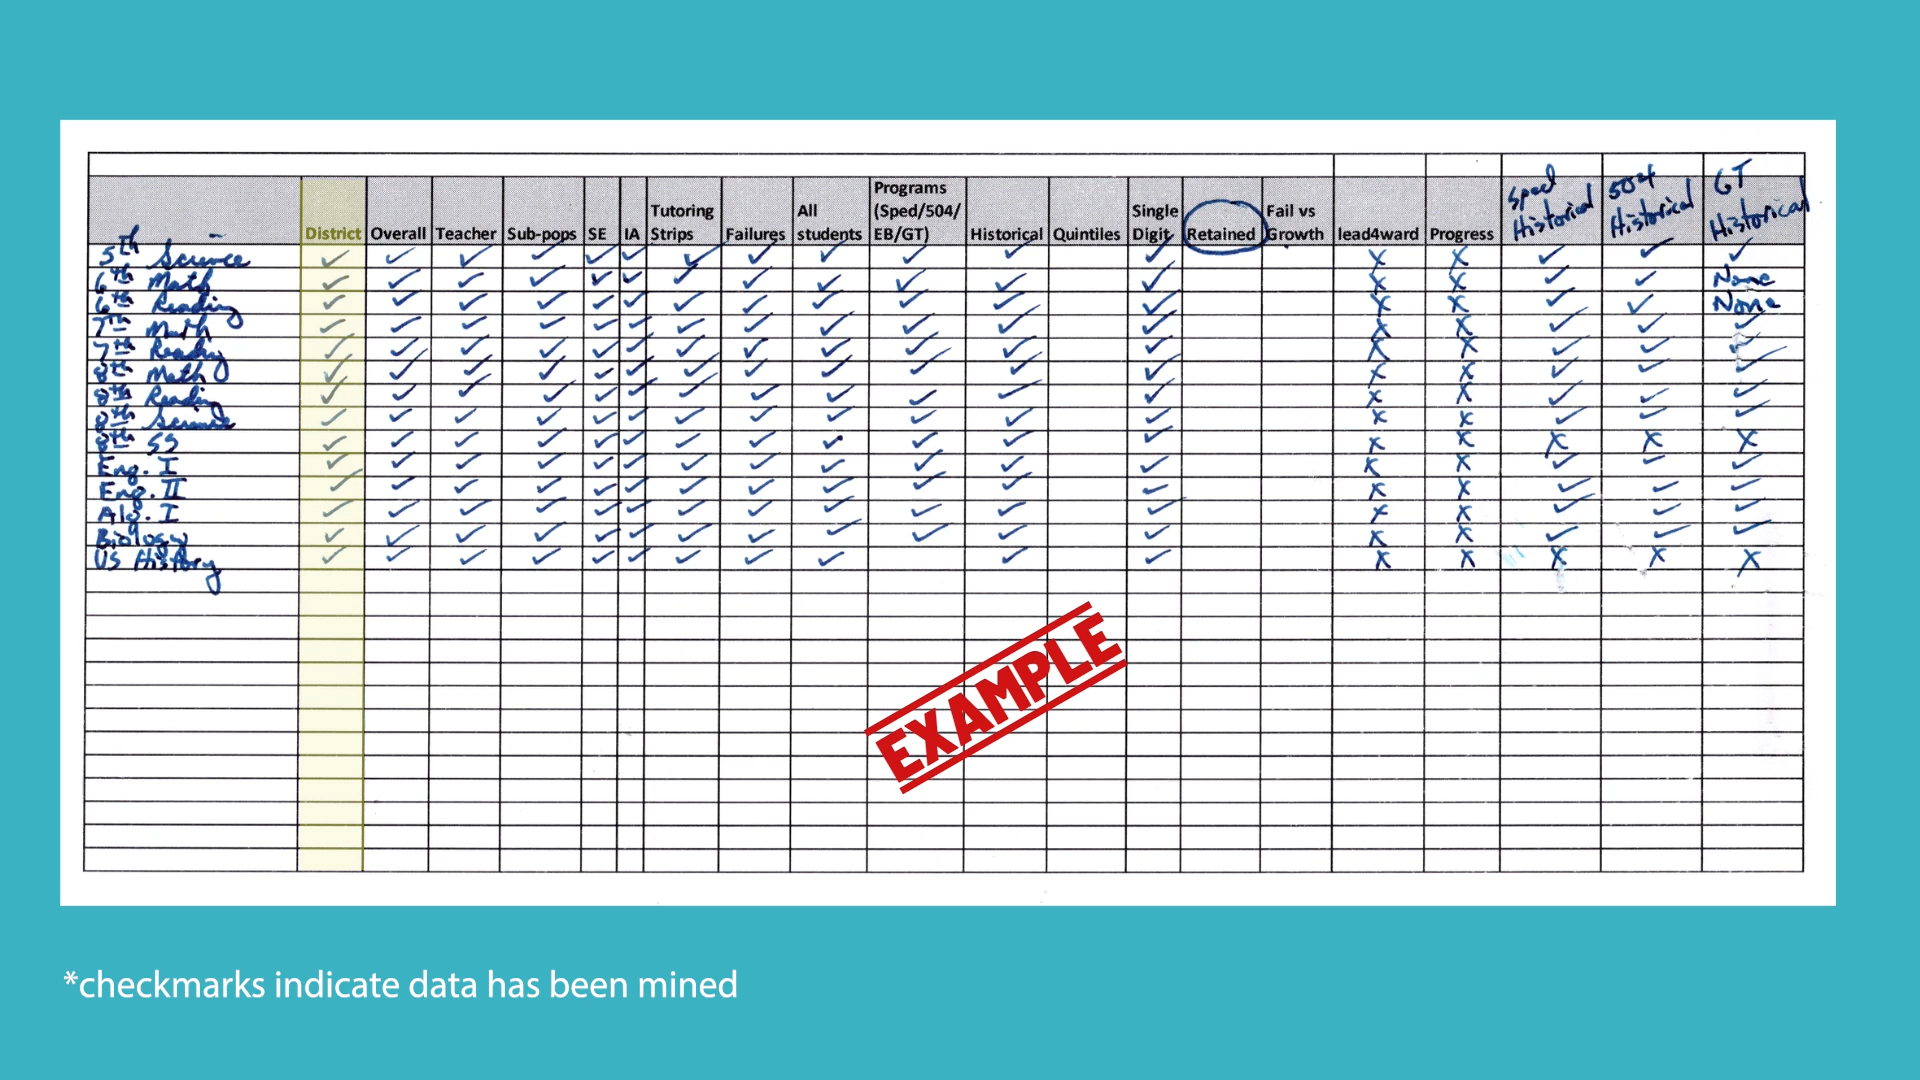 Sped Historical
504 Historical
GT Historical
District Overall Teacher Sub-pops SE IA Tutoring Strips Failures All students Programs (Sped/504/ EB/GT) Historical Quintiles Single Digit Retained Fail vs Growth lead4ward Progress
5th Science ✓ ✓ ✓ ✓ ✓ ✓ ✓ ✓ ✓ ✓ ✓ ✓ X X ✓ ✓ ✓
6th Math ✓ ✓ ✓ ✓ ✓ ✓ ✓ ✓ ✓ ✓ ✓ ✓ X X ✓ ✓ None
6th Reading ✓ ✓ ✓ ✓ ✓ ✓ ✓ ✓ ✓ ✓ ✓ ✓ X X ✓ ✓ None
7th Math ✓ ✓ ✓ ✓ ✓ ✓ ✓ ✓ ✓ ✓ ✓ ✓ X X ✓ ✓ ✓
7th Reading ✓ ✓ ✓ ✓ ✓ ✓ ✓ ✓ ✓ ✓ ✓ ✓ X X ✓ ✓ ✓
8th Math ✓ ✓ ✓ ✓ ✓ ✓ ✓ ✓ ✓ ✓ ✓ ✓ X X ✓ ✓ ✓
8th Reading ✓ ✓ ✓ ✓ ✓ ✓ ✓ ✓ ✓ ✓ ✓ ✓ X X ✓ ✓ ✓
8th Science ✓ ✓ ✓ ✓ ✓ ✓ ✓ ✓ ✓ ✓ ✓ ✓ X X ✓ ✓ ✓
8th SS ✓ ✓ ✓ ✓ ✓ ✓ ✓ ✓ ✓ ✓ ✓ ✓ X X X X X
Eng. I ✓ ✓ ✓ ✓ ✓ ✓ ✓ ✓ ✓ ✓ ✓ ✓ X X ✓ ✓ ✓
Eng. II ✓ ✓ ✓ ✓ ✓ ✓ ✓ ✓ ✓ ✓ ✓ ✓ X X ✓ ✓ ✓
Alg. I ✓ ✓ ✓ ✓ ✓ ✓ ✓ ✓ ✓ ✓ ✓ ✓ X X ✓ ✓ ✓
Biology ✓ ✓ ✓ ✓ ✓ ✓ ✓ ✓ ✓ ✓ ✓ ✓ X X ✓ ✓ ✓
US History ✓ ✓ ✓ ✓ ✓ ✓ ✓ ✓ ✓ ✓ ✓ X X X X X
EXAMPLE
*checkmarks indicate data has been mined